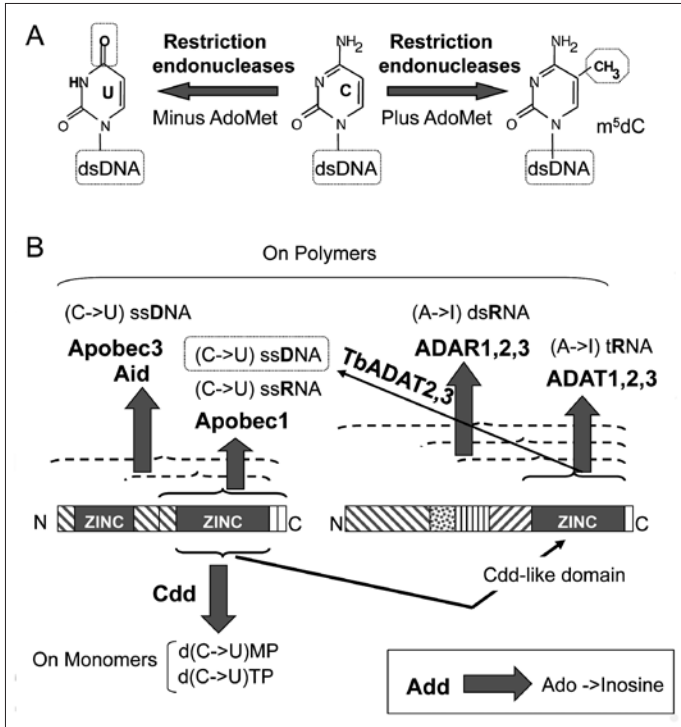 A
O
HN
U
O
N
dsDNA
Restriction
endonucleases
Minus AdoMet
NH2
N
C
O
N
dsDNA
Restriction
endonucleases
Plus AdoMet
NH2
CH3
N
O
N
m5dC
dsDNA
B
On Polymers
(C->U) ssDNA
Apobec3
Aid
(C->U) ssDNA
(C->U) ssRNA
Apobec1
TbADAT2,3
(A->I) dsRNA
ADAR1,2,3
(A->I) tRNA
ADAT1,2,3
N ZINC ZINC C
N ZINC C
Cdd
Cdd-like domain
On Monomers
d(C->U)MP
d(C->U)TP
Add Ado ->Inosine